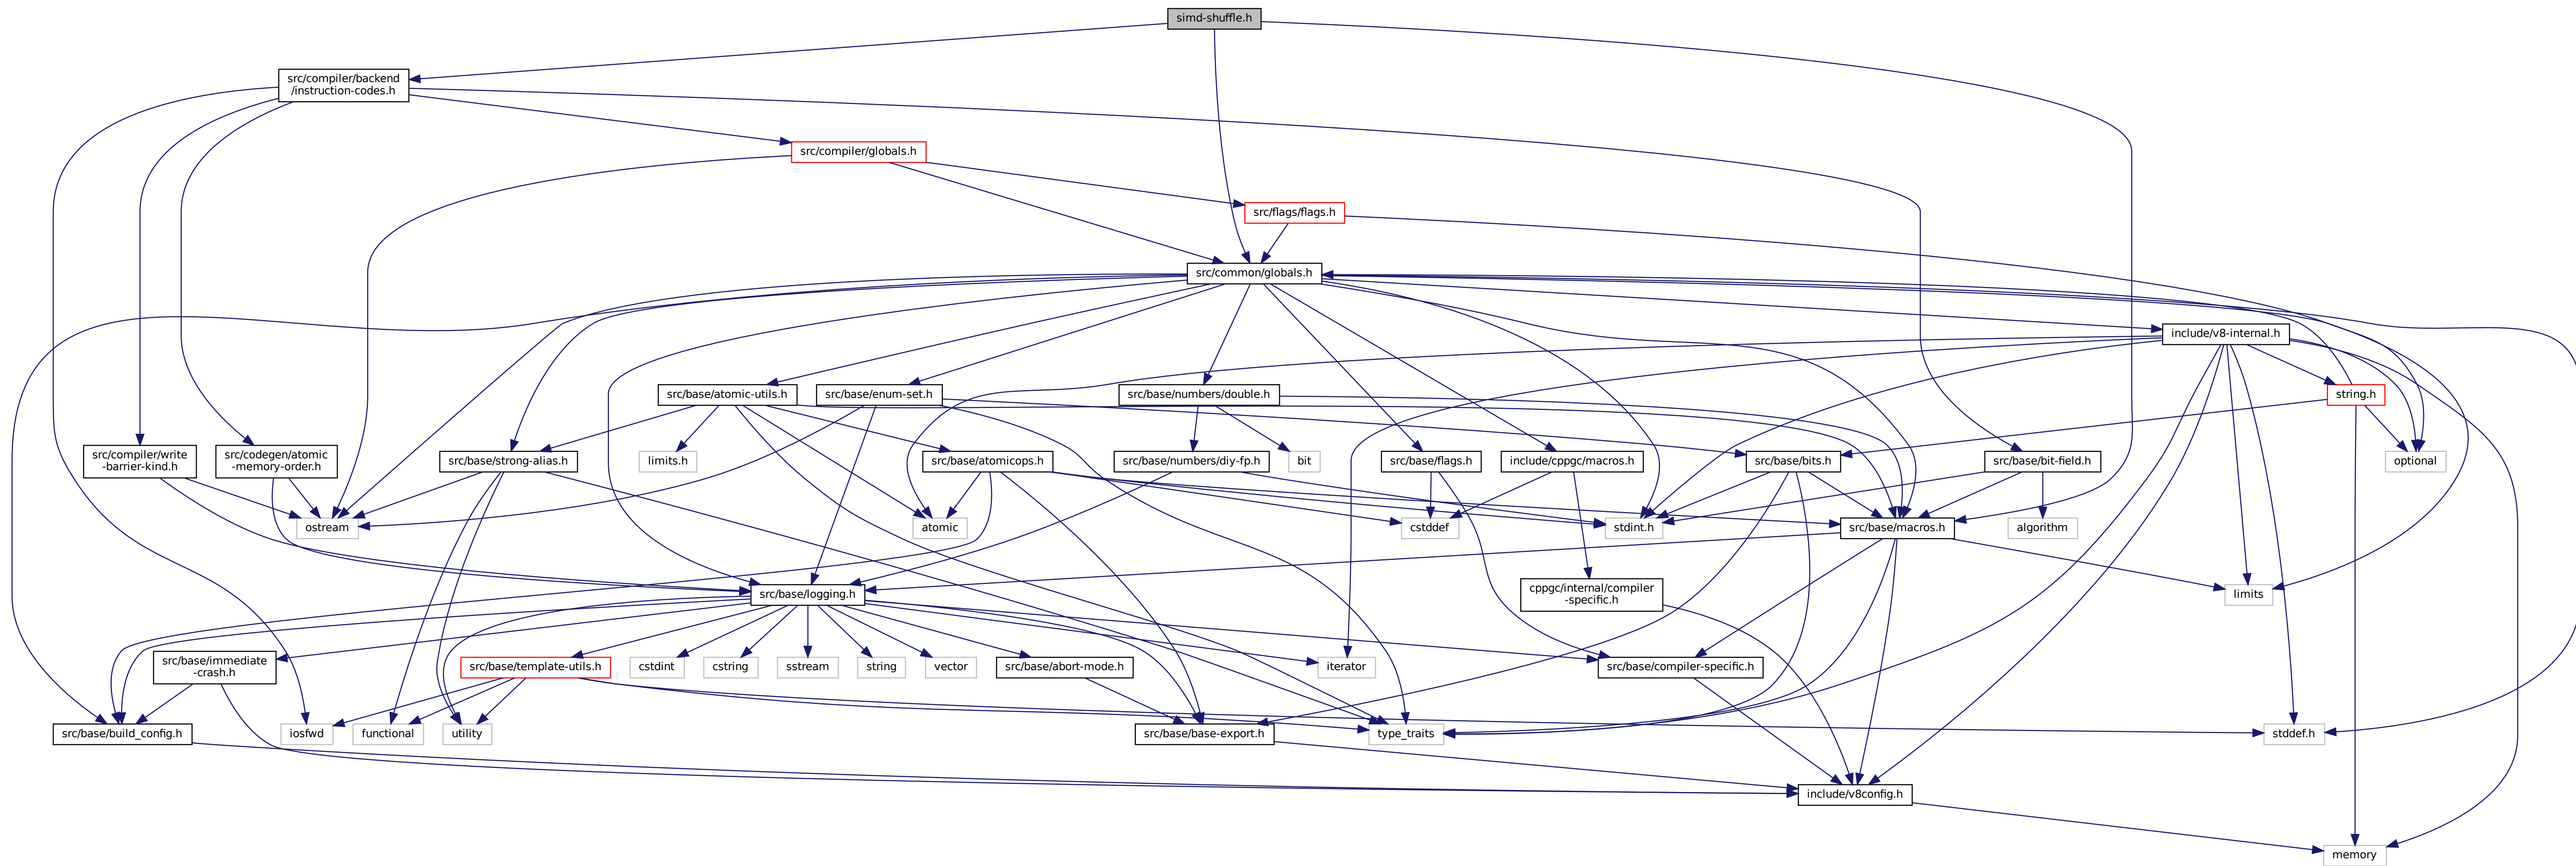 simd-shuffle.h
src/compiler/backend
/instruction-codes.h
src/compiler/globals.h
src/flags/flags.h
src/common/globals.h
include/v8-internal.h
src/base/atomic-utils.h
src/base/enum-set.h
src/base/numbers/double.h
string.h
src/compiler/write
-barrier-kind.h
src/codegen/atomic
-memory-order.h
src/base/strong-alias.h
limits.h
src/base/atomicops.h
src/base/numbers/diy-fp.h
bit
src/base/flags.h
include/cppgc/macros.h
src/base/bits.h
src/base/bit-field.h
optional
ostream
atomic
cstddef
stdint.h
src/base/macros.h
algorithm
src/base/logging.h
cppgc/internal/compiler
-specific.h
limits
src/base/immediate
-crash.h
src/base/template-utils.h
cstdint
cstring
sstream
string
vector
src/base/abort-mode.h
iterator
src/base/compiler-specific.h
src/base/build_config.h
iosfwd
functional
utility
src/base/base-export.h
type_traits
stddef.h
include/v8config.h
memory